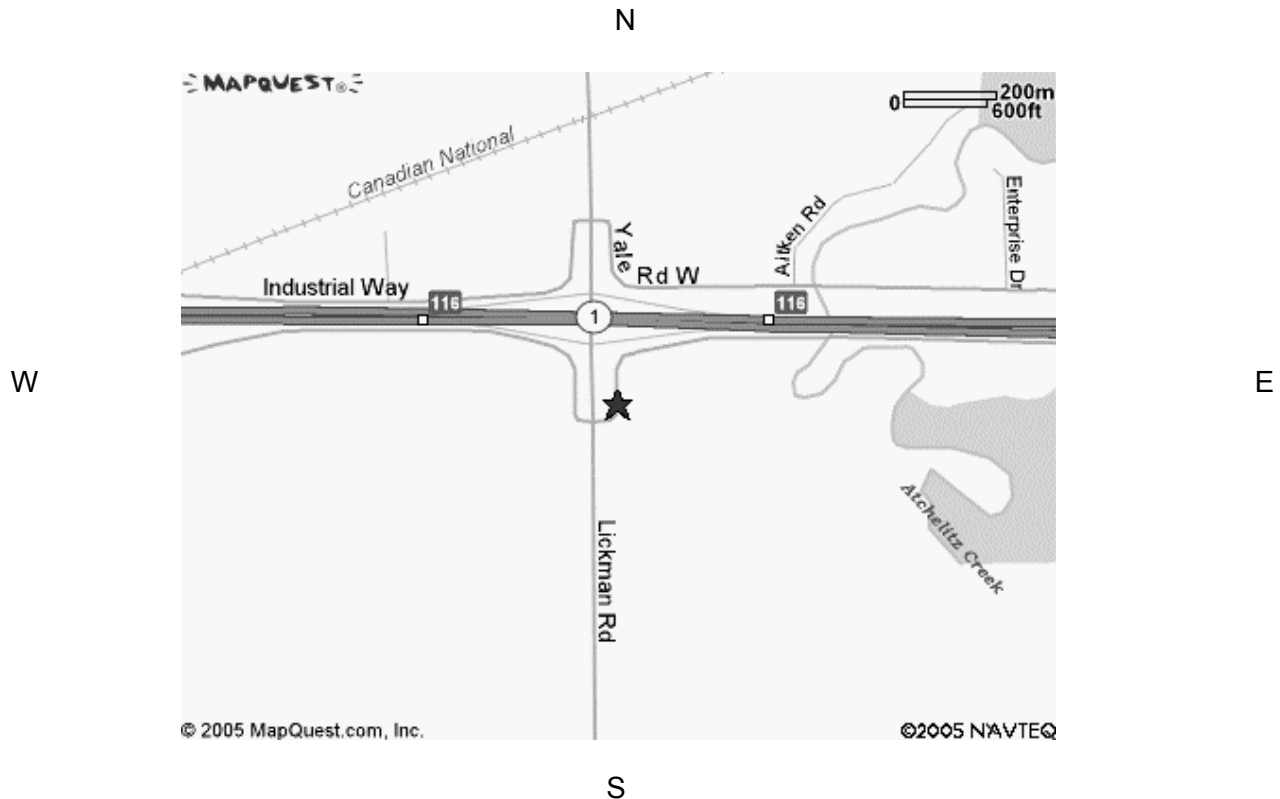 N
MAPQUEST®
0 200m
600ft
Canadian National
Yale
Rd W
Aitken Rd
Enterprise Dr
Industrial Way
116
116
1
W
E
Atchelitz Creek
Lickman Rd
© 2005 MapQuest.com, Inc.
©2005 NAVTEQ
S